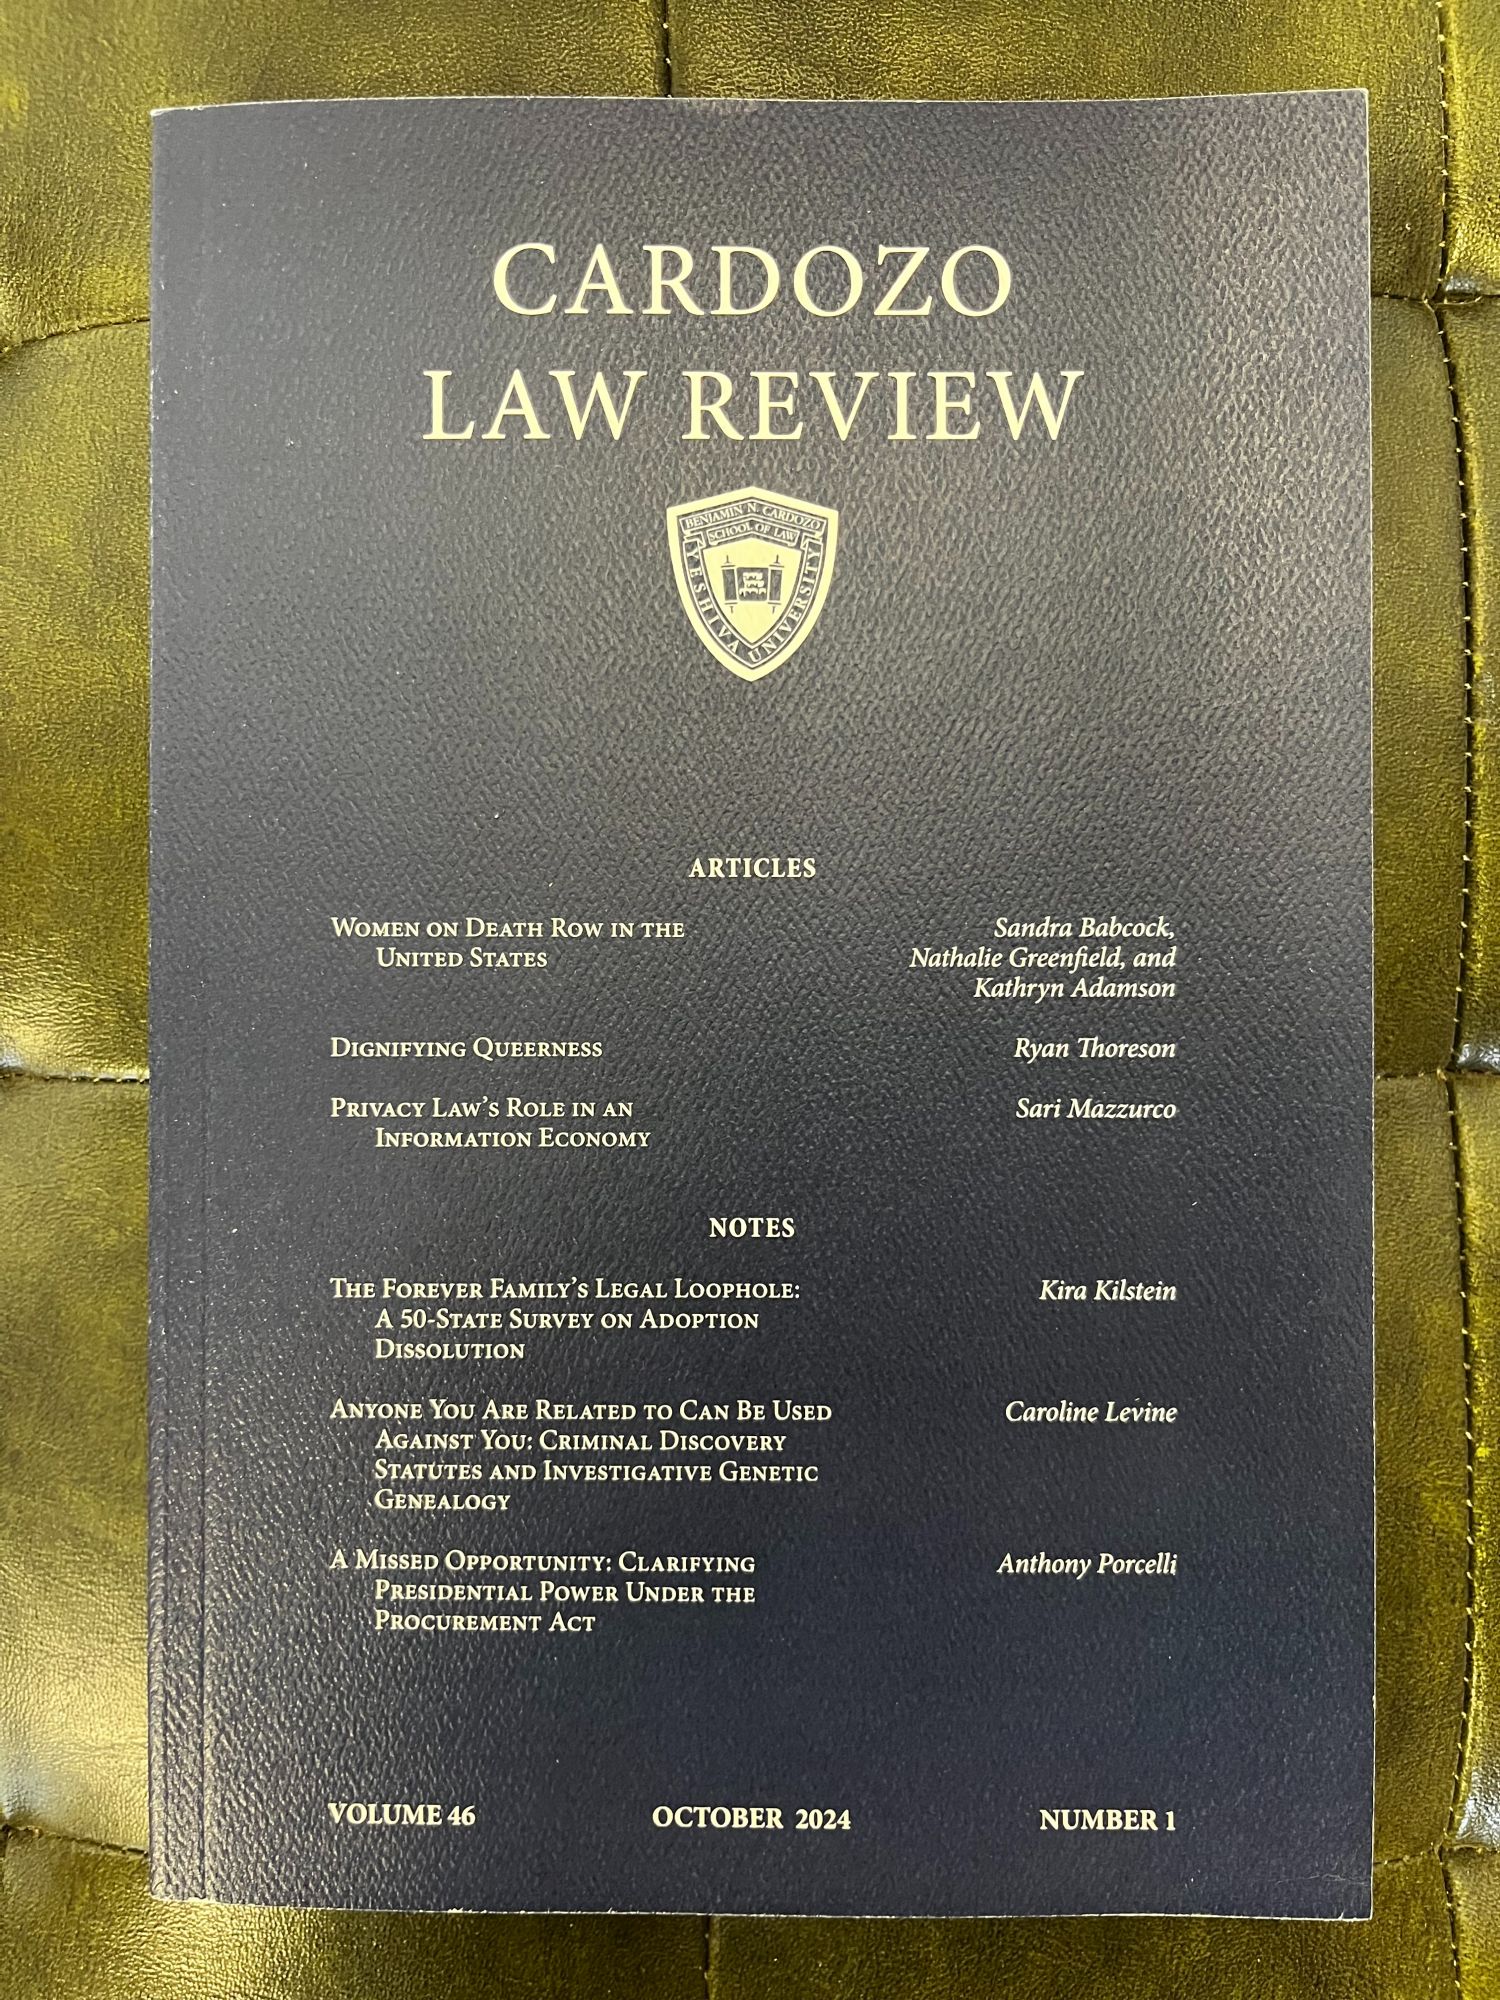 CARDOZO
LAW REVIEW
BENJAMIN N. CARDOZO
SCHOOL OF LAW
YESHIVA UNIVERSITY
ARTICLES
WOMEN ON DEATH ROW IN THE
UNITED STATES
Sandra Babcock,
Nathalie Greenfield, and
Kathryn Adamson
DIGNIFYING QUEERNESS
Ryan Thoreson
PRIVACY LAW'S ROLE IN AN
INFORMATION ECONOMY
Sari Mazzurco
NOTES
THE FOREVER FAMILY'S LEGAL LOOPHOLE:
A 50-STATE SURVEY ON ADOPTION
DISSOLUTION
Kira Kilstein
ANYONE YOU ARE RELATED TO CAN BE USED
AGAINST YOU: CRIMINAL DISCOVERY
STATUTES AND INVESTIGATIVE GENETIC
GENEALOGY
Caroline Levine
A MISSED OPPORTUNITY: CLARIFYING
PRESIDENTIAL POWER UNDER THE
PROCUREMENT ACT
Anthony Porcelli
VOLUME 46 OCTOBER 2024 NUMBER 1